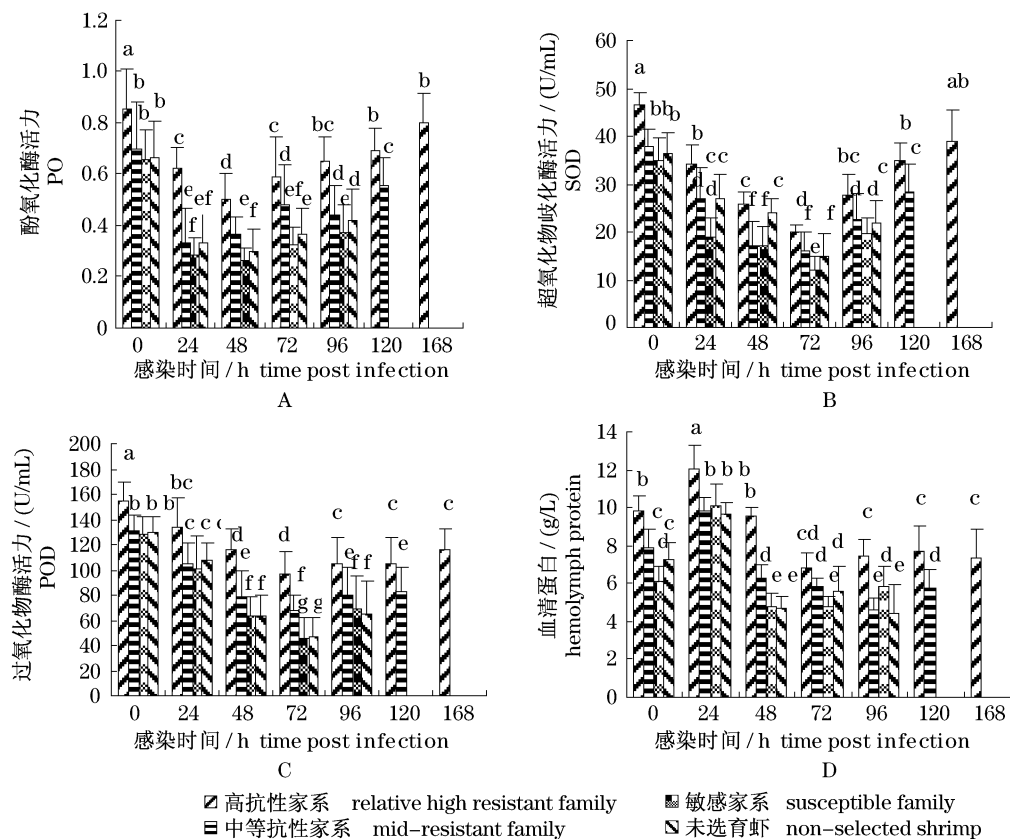 1.2
1.0
0.8
0.6
0.4
0.2
0
酚氧化酶活力
PO
a
b
b
b
c
e
f
ef
d
e
f
c
d
ef
e
bc
d
e
d
b
c
b
0 24 48 72 96 120 168
感染时间 / h time post infection
A
60
50
40
30
20
10
0
超氧化物歧化酶活力 / (U/mL)
SOD
a
bb
b
b
d
c
c
c
f
f
d
d
f
e
f
bc
d
e
d
b
c
ab
0 24 48 72 96 120 168
感染时间 / h time post infection
B
200
180
160
140
120
100
80
60
40
20
0
过氧化物酶活力 / (U/mL)
POD
a
b
b
b
bc
c
c
c
d
e
f
f
d
f
g
g
c
e
f
f
c
e
c
0 24 48 72 96 120 168
感染时间 / h time post infection
C
14
12
10
8
6
4
2
0
血清蛋白 / (g/L)
hemolymph protein
b
c
d
c
a
b
b
b
b
d
e
e
cd
d
d
e
c
e
d
e
c
d
c
0 24 48 72 96 120 168
感染时间 / h time post infection
D
高抗性家系 relative high resistant family
敏感家系 susceptible family
中等抗性家系 mid-resistant family
未选育虾 non-selected shrimp